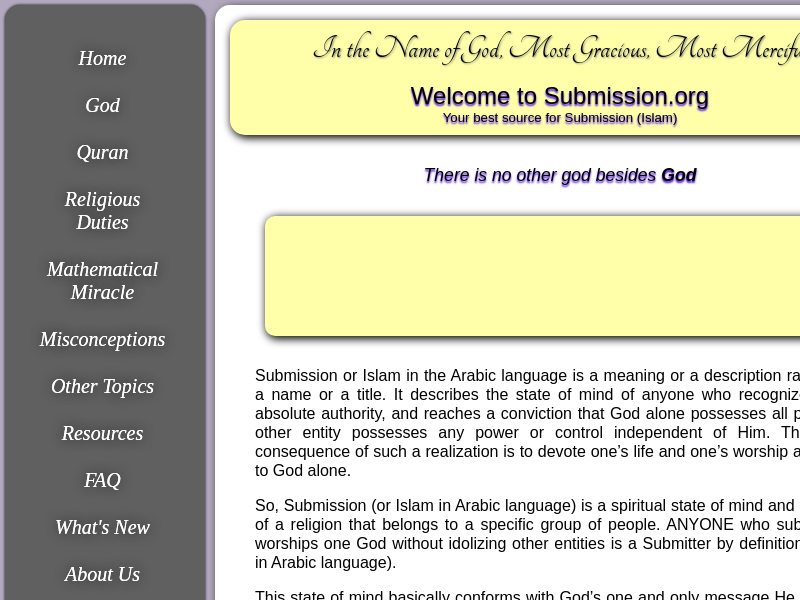 Home
God
Quran
Religious
Duties
Mathematical
Miracle
Misconceptions
Other Topics
Resources
FAQ
What's New
About Us
In the Name of God, Most Gracious, Most
Welcome to Submission.org
Your best source for Submission (Islam)
There is no other god besides God
Submission or Islam in the Arabic language is a meaning or a description
a name or a title. It describes the state of mind of anyone who
absolute authority, and reaches a conviction that God alone possesses all
other entity possesses any power or control independent of Him.
consequence of such a realization is to devote one’s life and one’s worship
to God alone.
So, Submission (or Islam in Arabic language) is a spiritual state of mind and
of a religion that belongs to a specific group of people. ANYONE who
worships one God without idolizing other entities is a Submitter by
in Arabic language).
This state of mind basically conforms with God’s one and only message He